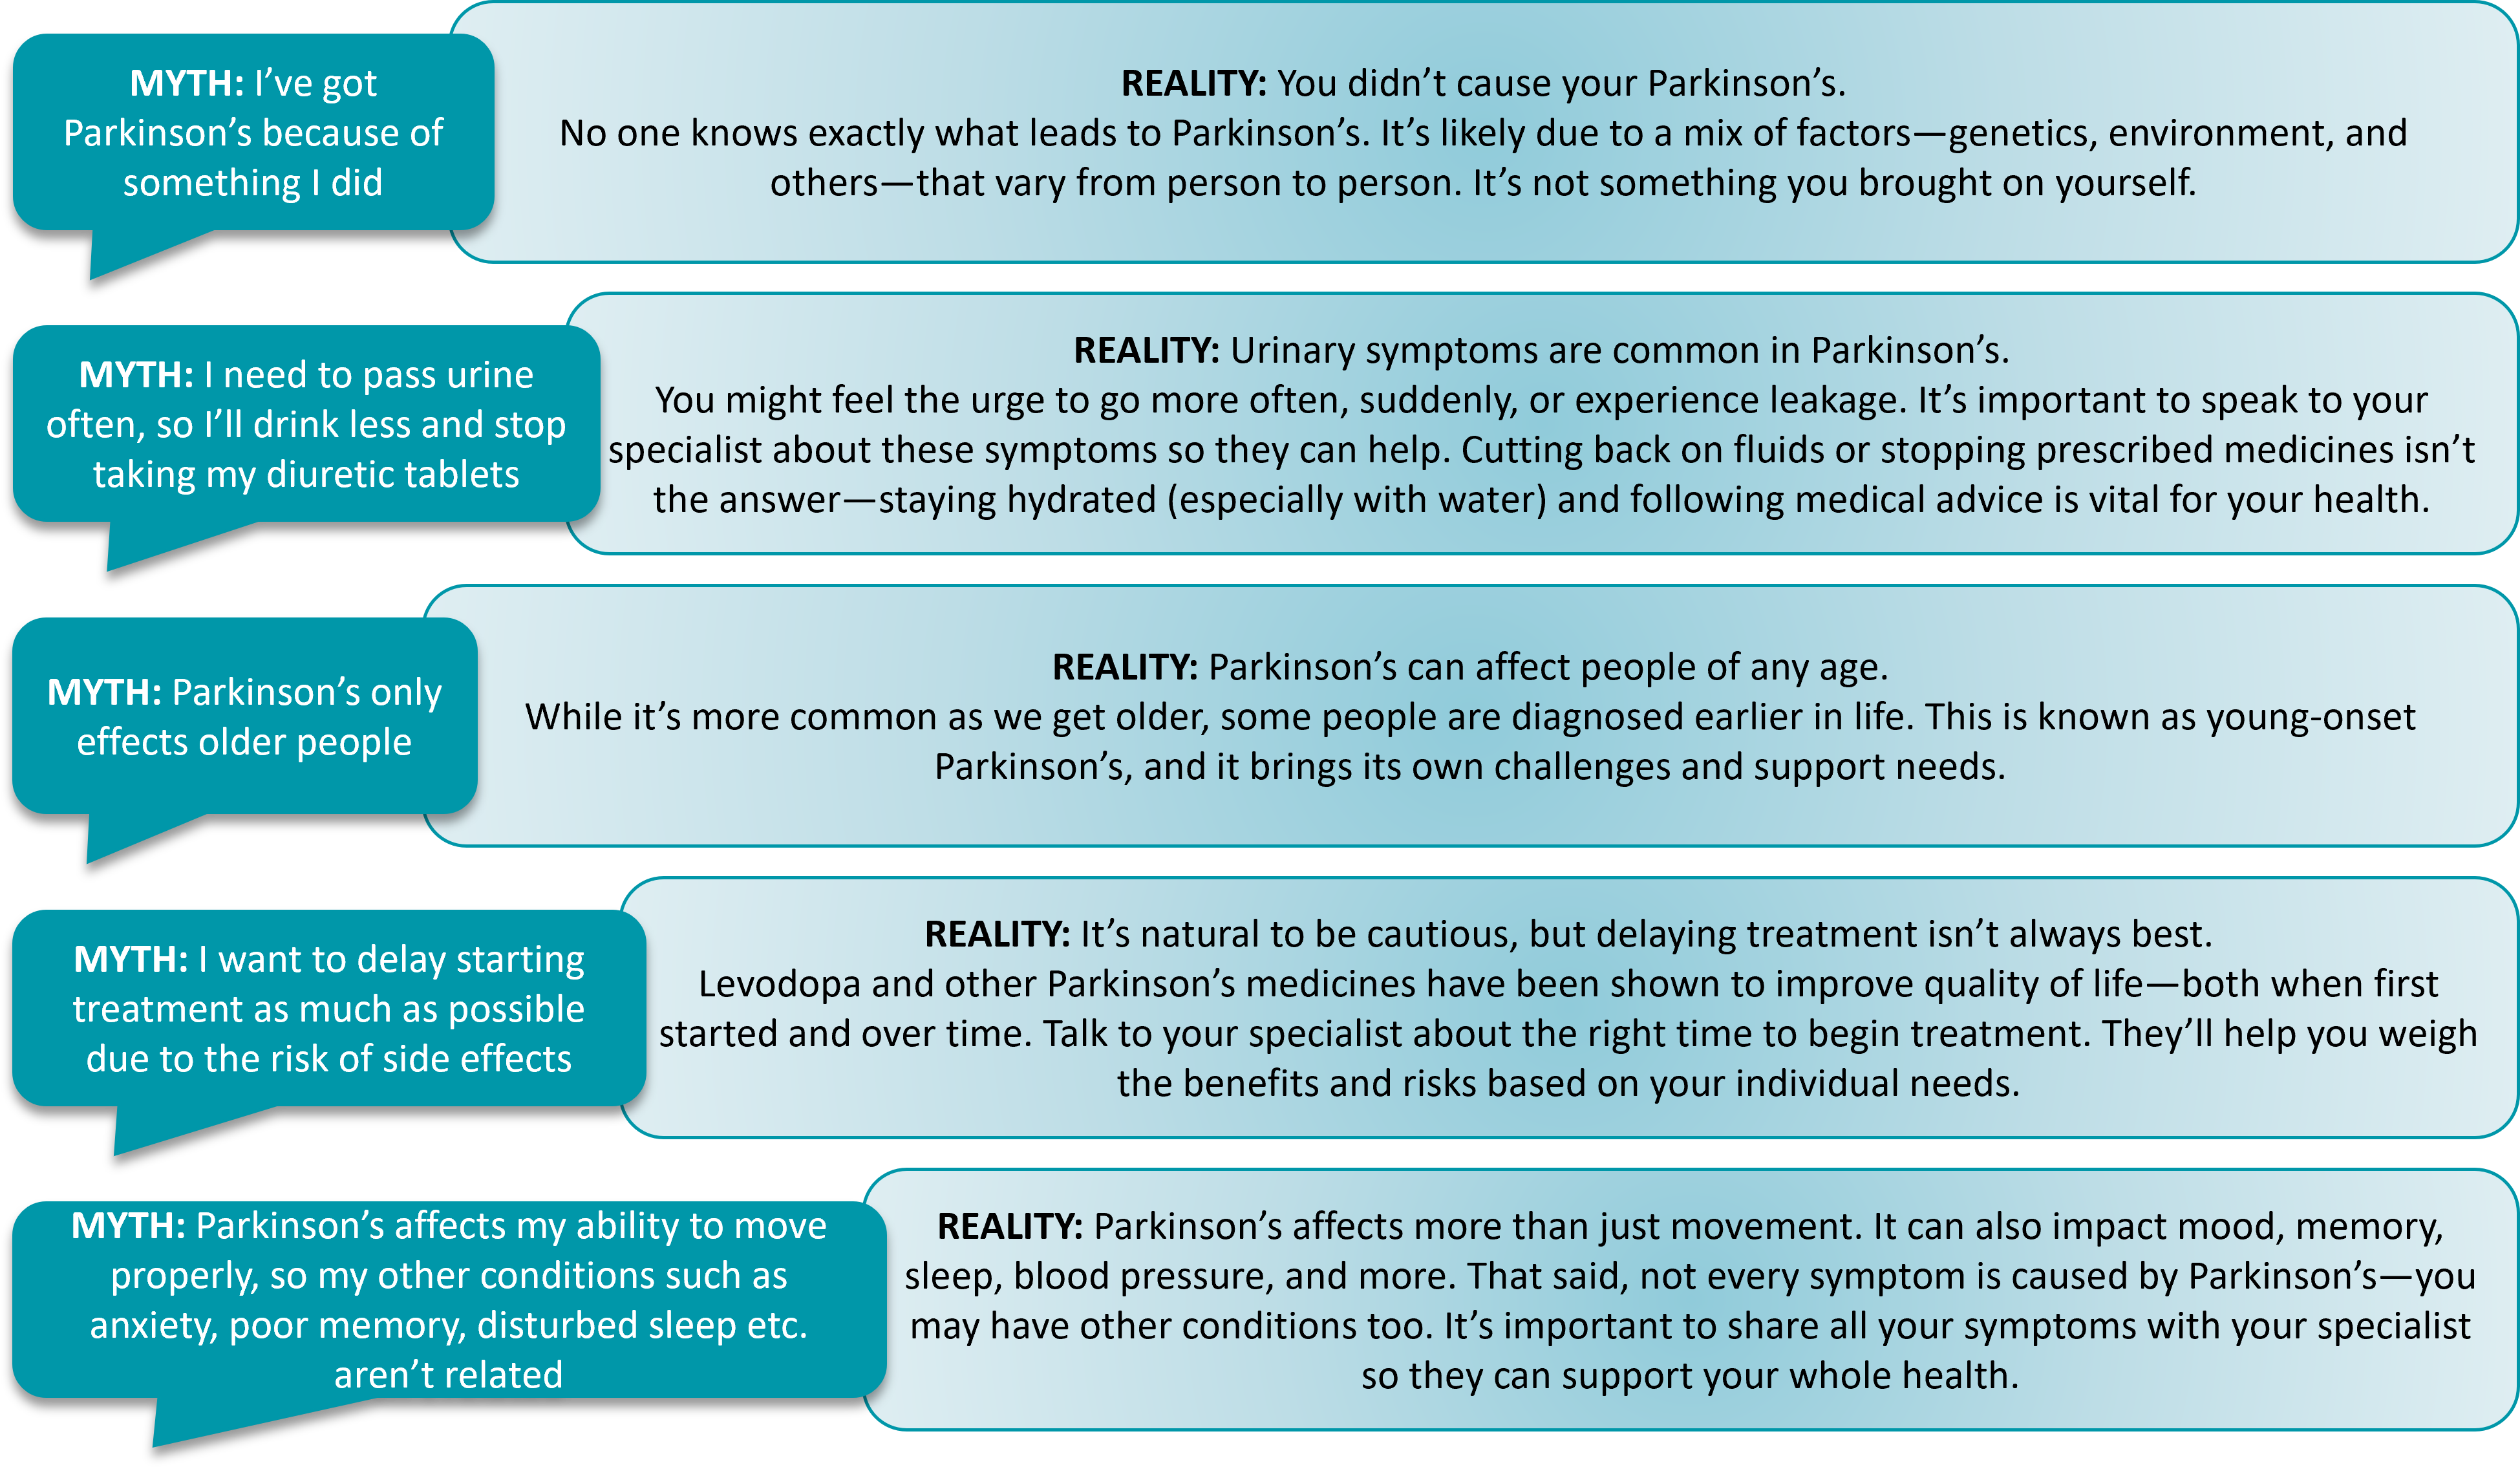 MYTH: I’ve got
Parkinson’s because of
something I did
REALITY: You didn’t cause your Parkinson’s.
No one knows exactly what leads to Parkinson’s. It’s likely due to a mix of factors—genetics, environment, and
others—that vary from person to person. It’s not something you brought on yourself.
MYTH: I need to pass urine
often, so I’ll drink less and stop
taking my diuretic tablets
REALITY: Urinary symptoms are common in Parkinson’s.
You might feel the urge to go more often, suddenly, or experience leakage. It’s important to speak to your
specialist about these symptoms so they can help. Cutting back on fluids or stopping prescribed medicines isn’t
the answer—staying hydrated (especially with water) and following medical advice is vital for your health.
MYTH: Parkinson’s only
effects older people
REALITY: Parkinson’s can affect people of any age.
While it’s more common as we get older, some people are diagnosed earlier in life. This is known as young-onset
Parkinson’s, and it brings its own challenges and support needs.
MYTH: I want to delay starting
treatment as much as possible
due to the risk of side effects
REALITY: It’s natural to be cautious, but delaying treatment isn’t always best.
Levodopa and other Parkinson’s medicines have been shown to improve quality of life—both when first
started and over time. Talk to your specialist about the right time to begin treatment. They’ll help you weigh
the benefits and risks based on your individual needs.
MYTH: Parkinson’s affects my ability to move
properly, so my other conditions such as
anxiety, poor memory, disturbed sleep etc.
aren’t related
REALITY: Parkinson’s affects more than just movement. It can also impact mood, memory,
sleep, blood pressure, and more. That said, not every symptom is caused by Parkinson’s—you
may have other conditions too. It’s important to share all your symptoms with your specialist
so they can support your whole health.